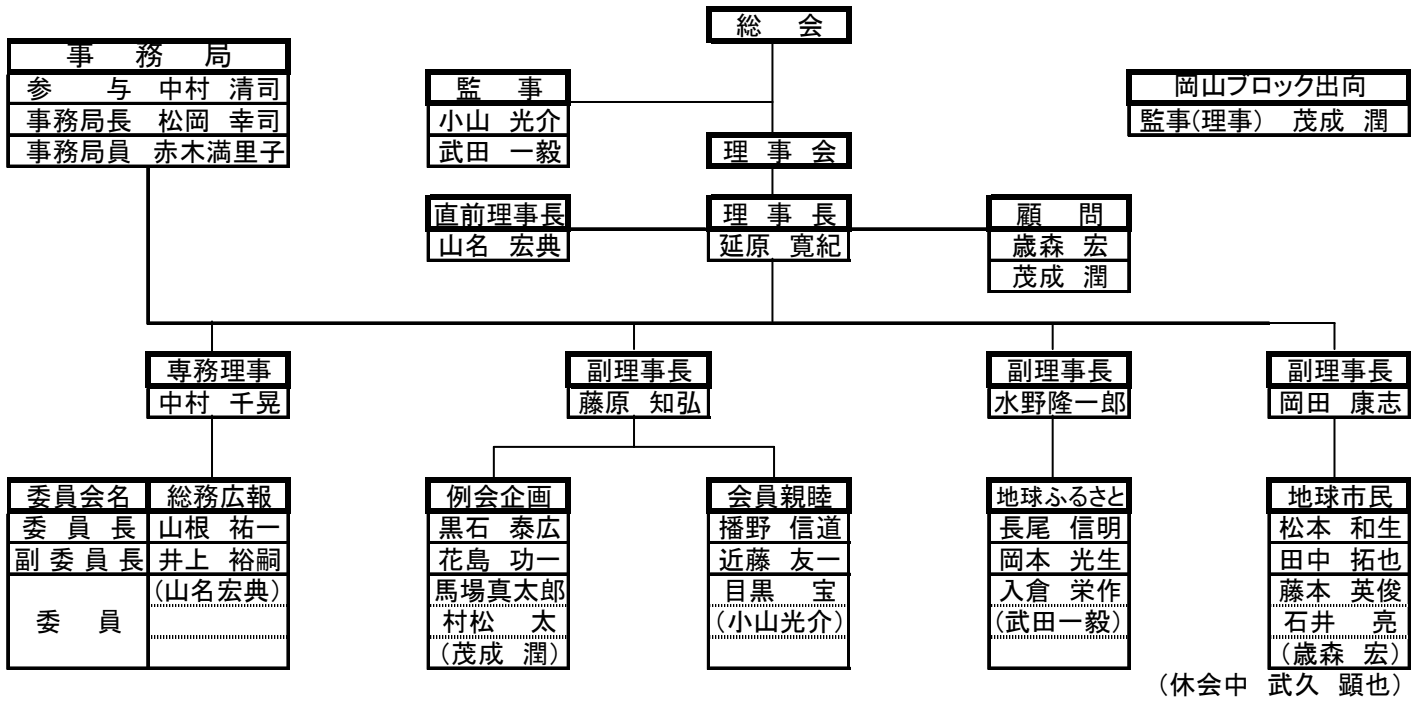 総　会
事　務　局
参　与　中村　清司
事務局長　松岡　幸司
事務局員　赤木満里子
監　事
小山　光介
武田　一毅
岡山ブロック出向
監事(理事)　茂成　潤
理　事　会
直前理事長
山名　宏典
理　事　長
延原　寛紀
顧　問
歳森　宏
茂成　潤
専務理事
中村　千晃
副理事長
藤原　知弘
副理事長
水野隆一郎
副理事長
岡田　康志
委員会名　総務広報　例会企画　会員親睦　地球ふるさと　地球市民
委　員　長　山根　祐一　黒石　泰広　播野　信道　長尾　信明　松本　和生
副委員長　井上　裕嗣　花島　功一　近藤　友一　岡本　光生　田中　拓也
委　員　(山名宏典)　馬場真太郎　目黒　宝　入倉　栄作　藤本　英俊
村松　太　(小山光介)　(武田一毅)　石井　亮
(茂成　潤)　(歳森　宏)
(休会中　武久　顕也)